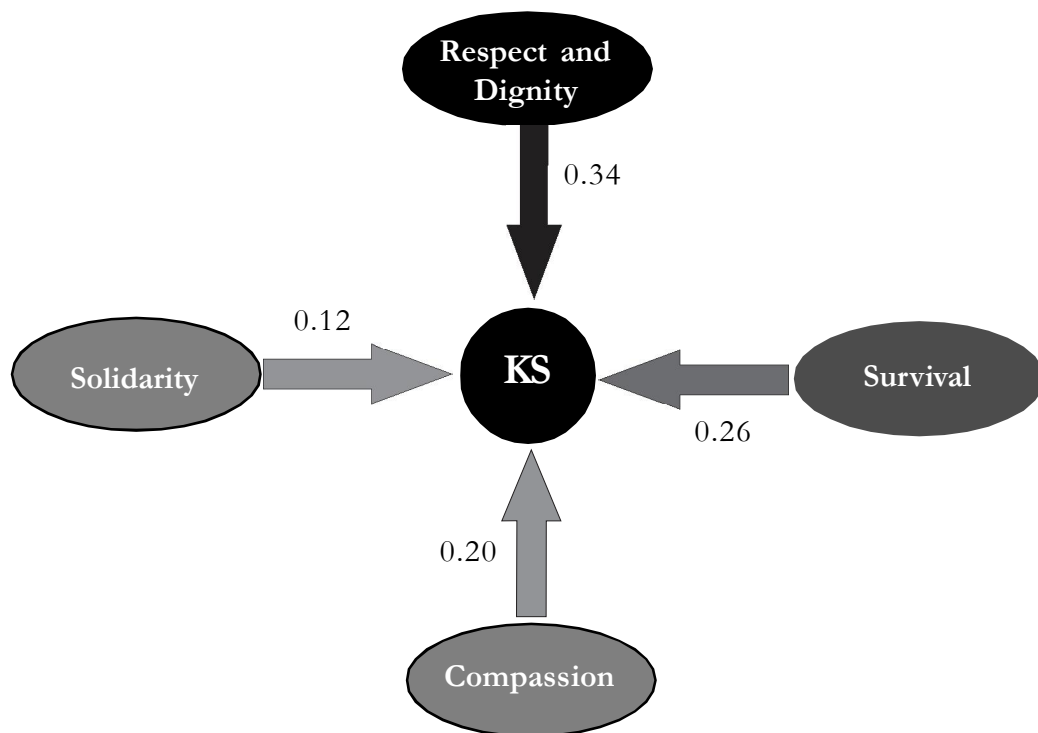 Respect and
Dignity
0.34
0.12
Solidarity
KS
Survival
0.26
0.20
Compassion